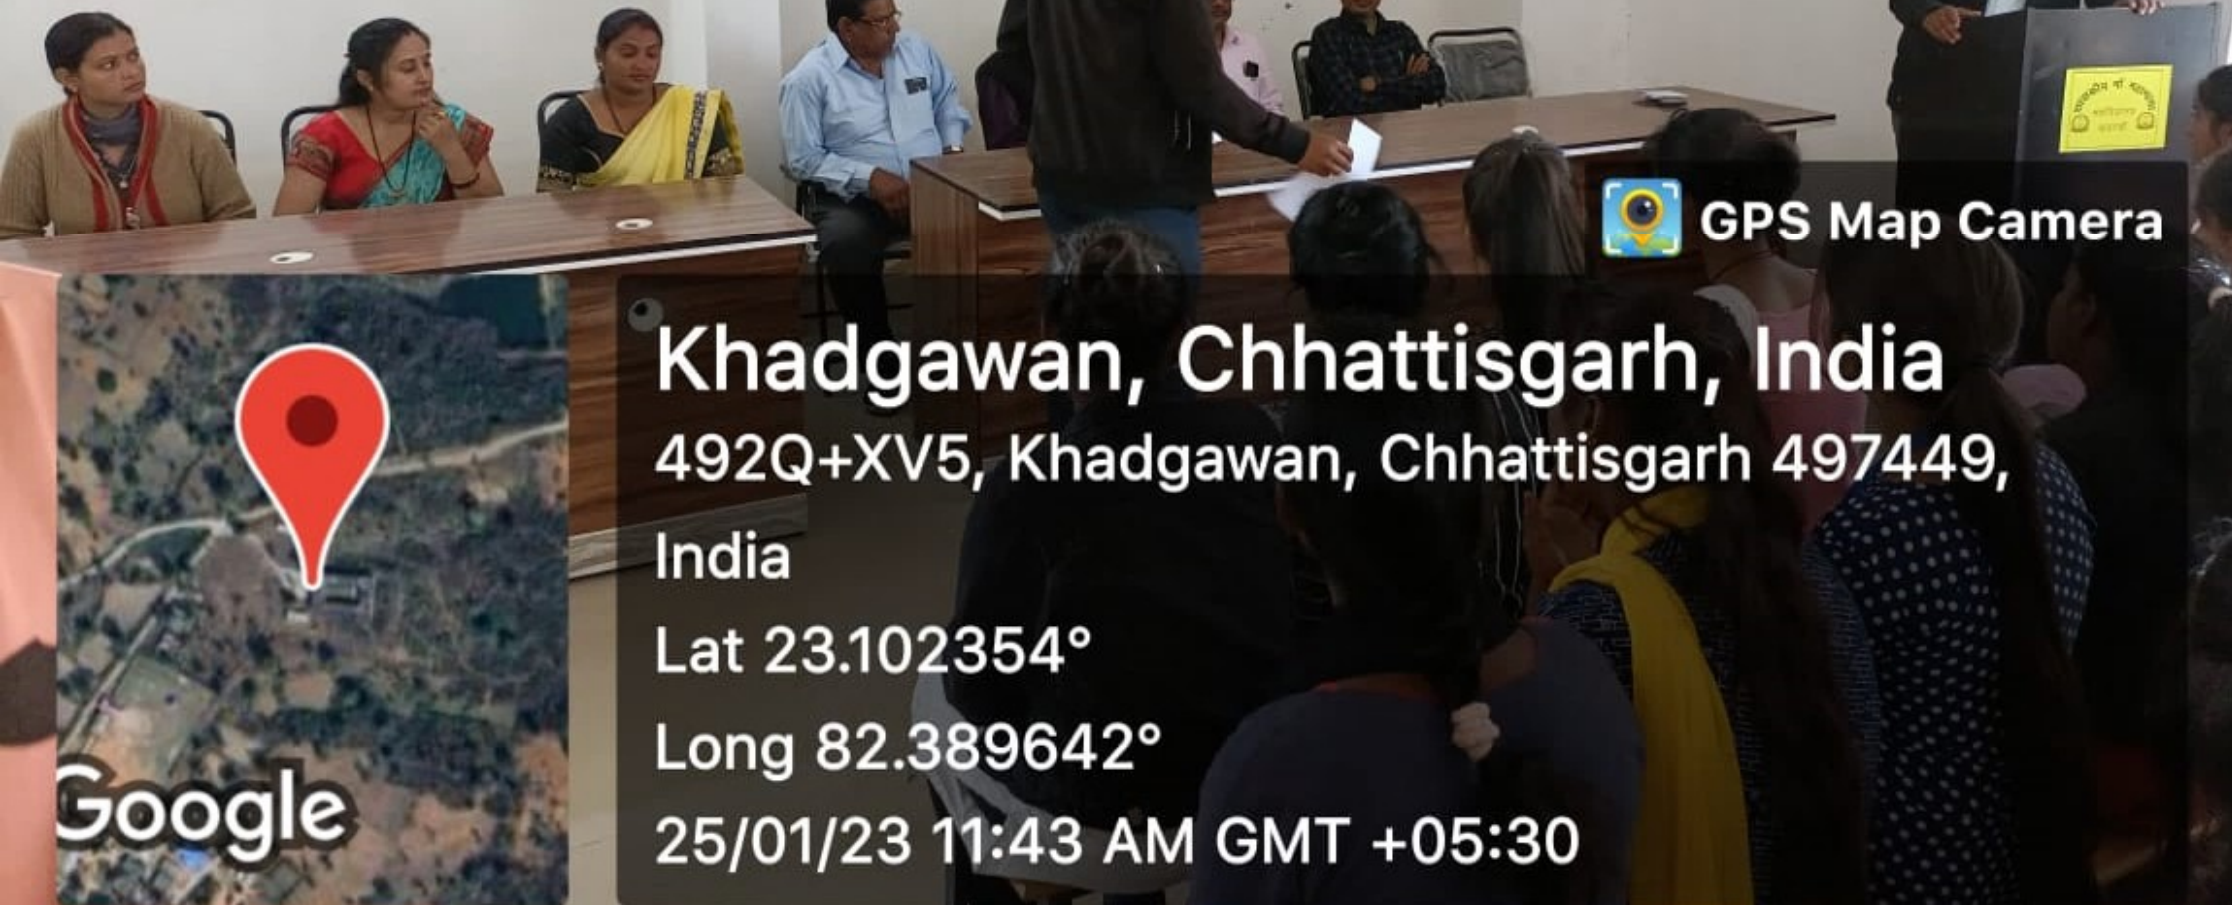 GPS Map Camera
Khadgawan, Chhattisgarh, India
492Q+XV5, Khadgawan, Chhattisgarh 497449,
India
Lat 23.102354°
Long 82.389642°
25/01/23 11:43 AM GMT +05:30
Google